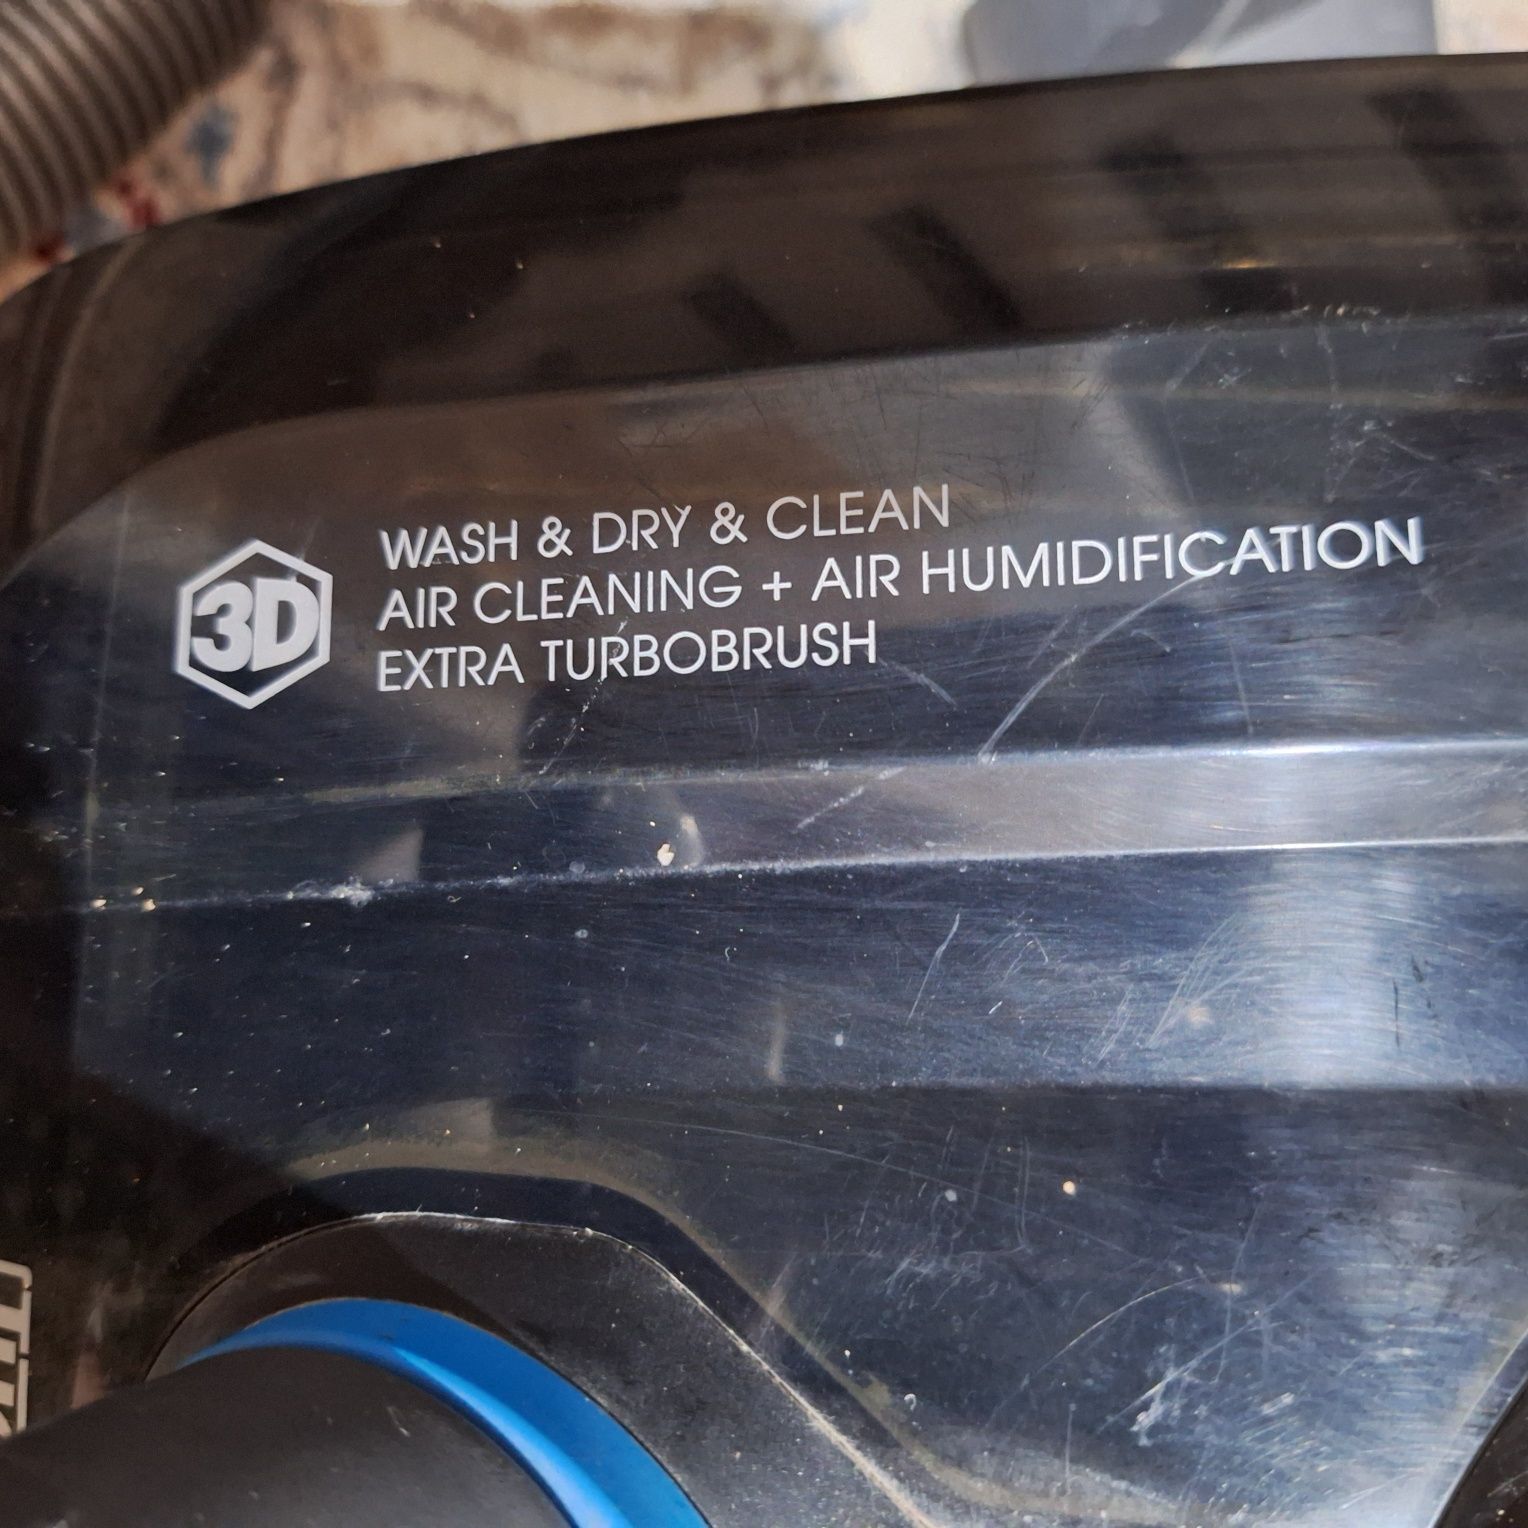 3D
WASH & DRY & CLEAN
AIR CLEANING + AIR HUMIDIFICATION
EXTRA TURBOBRUSH